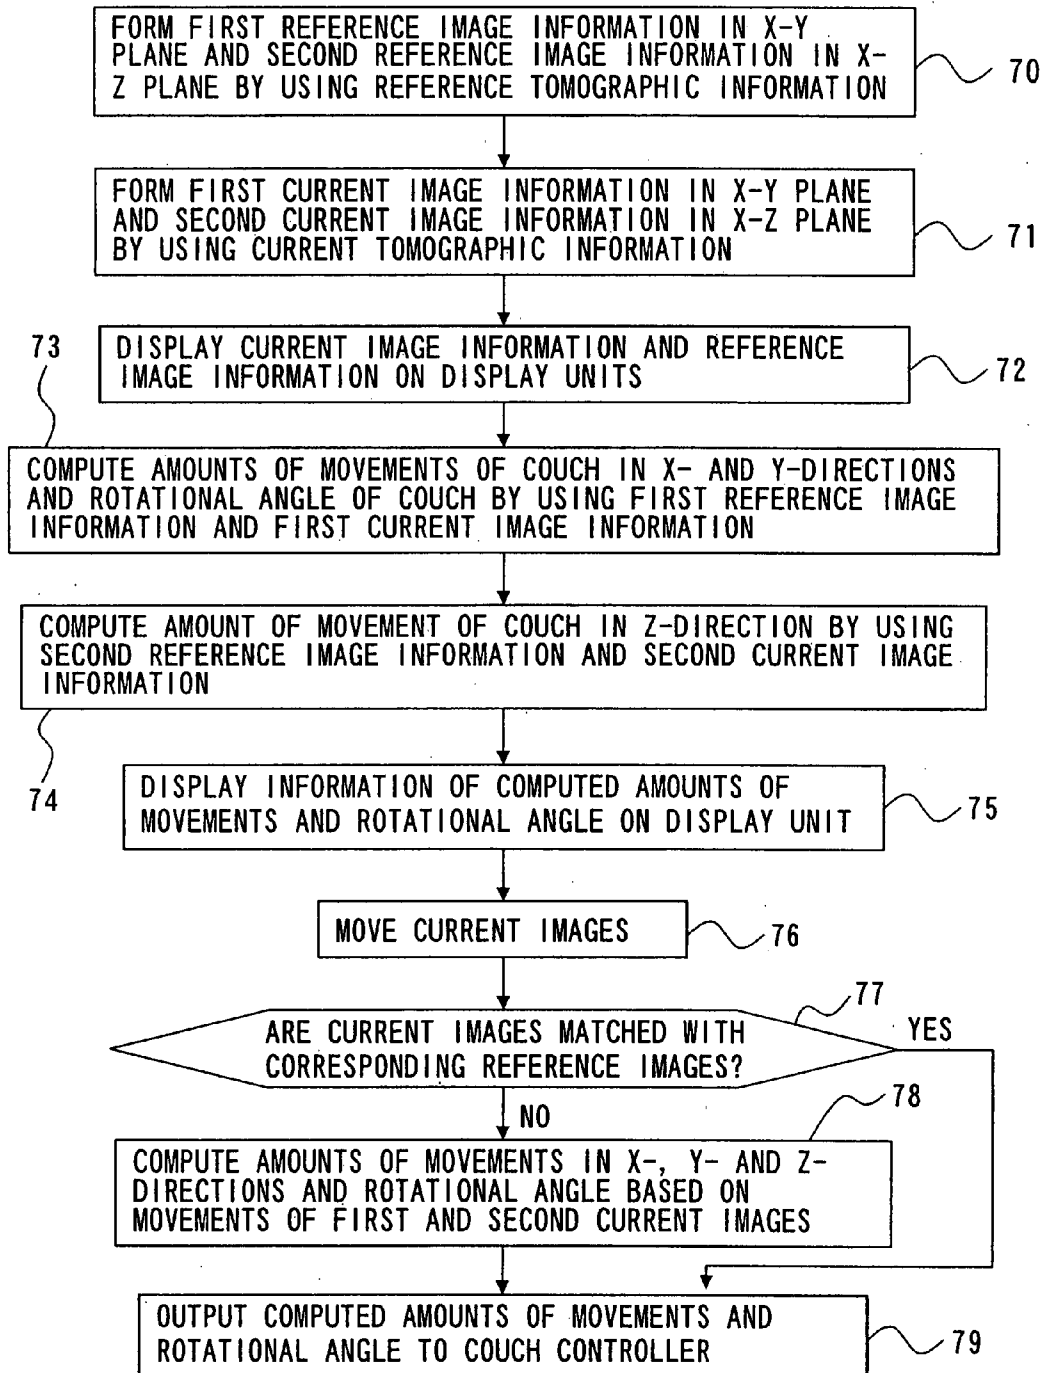 FORM FIRST REFERENCE IMAGE INFORMATION IN X-Y
PLANE AND SECOND REFERENCE IMAGE INFORMATION IN X-
Z PLANE BY USING REFERENCE TOMOGRAPHIC INFORMATION
70
FORM FIRST CURRENT IMAGE INFORMATION IN X-Y PLANE
AND SECOND CURRENT IMAGE INFORMATION IN X-Z PLANE
BY USING CURRENT TOMOGRAPHIC INFORMATION
71
73
DISPLAY CURRENT IMAGE INFORMATION AND REFERENCE
IMAGE INFORMATION ON DISPLAY UNITS
72
COMPUTE AMOUNTS OF MOVEMENTS OF COUCH IN X- AND Y-DIRECTIONS
AND ROTATIONAL ANGLE OF COUCH BY USING FIRST REFERENCE IMAGE
INFORMATION AND FIRST CURRENT IMAGE INFORMATION
COMPUTE AMOUNT OF MOVEMENT OF COUCH IN Z-DIRECTION BY USING
SECOND REFERENCE IMAGE INFORMATION AND SECOND CURRENT IMAGE
INFORMATION
74
DISPLAY INFORMATION OF COMPUTED AMOUNTS OF
MOVEMENTS AND ROTATIONAL ANGLE ON DISPLAY UNIT
75
MOVE CURRENT IMAGES
76
77
ARE CURRENT IMAGES MATCHED WITH
CORRESPONDING REFERENCE IMAGES?
YES
NO
78
COMPUTE AMOUNTS OF MOVEMENTS IN X-, Y- AND Z-
DIRECTIONS AND ROTATIONAL ANGLE BASED ON
MOVEMENTS OF FIRST AND SECOND CURRENT IMAGES
OUTPUT COMPUTED AMOUNTS OF MOVEMENTS AND
ROTATIONAL ANGLE TO COUCH CONTROLLER
79